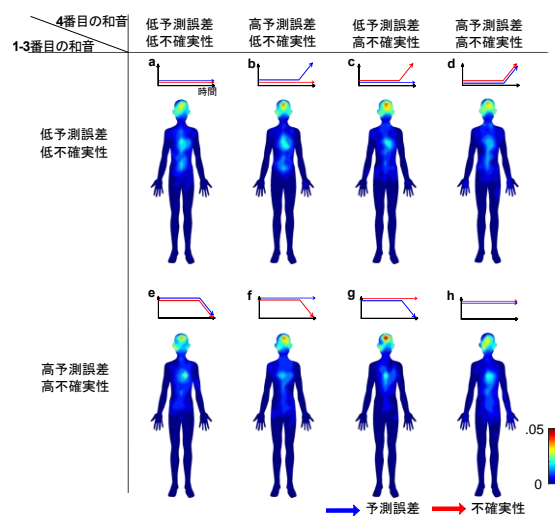 4番目の和音
1-3番目の和音
低予測誤差
低不確実性
高予測誤差
低不確実性
低予測誤差
高不確実性
高予測誤差
高不確実性
a
b
c
d
時間
低予測誤差
低不確実性
e
f
g
h
高予測誤差
高不確実性
.05
0
予測誤差
不確実性